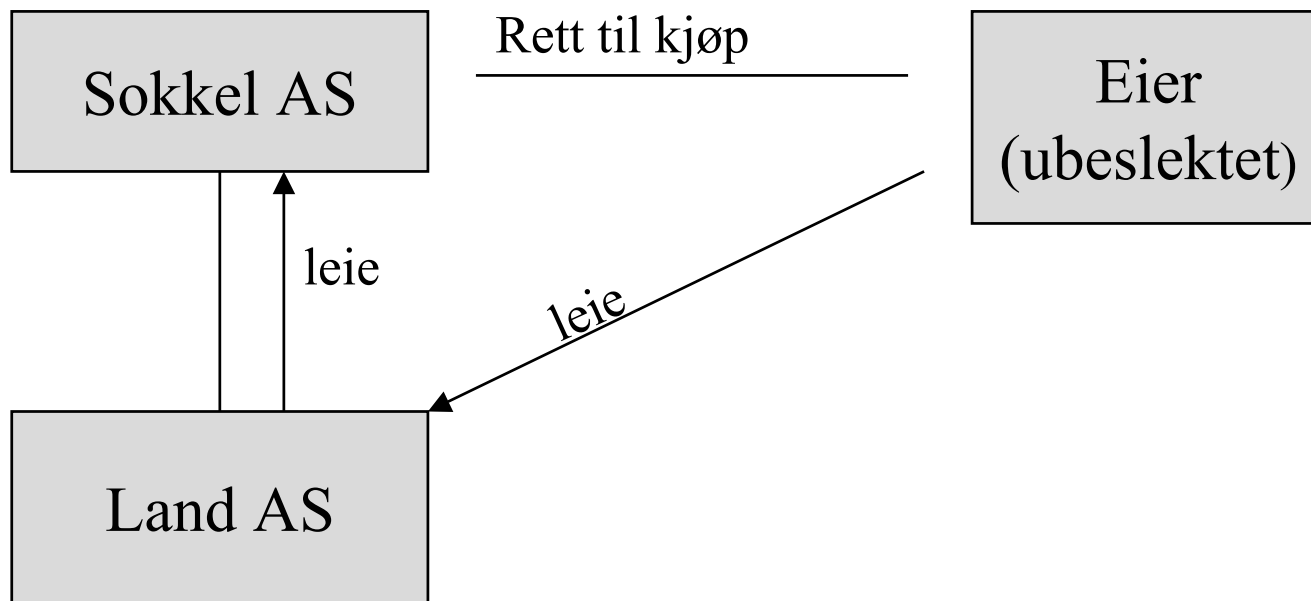 Rett til kjøp
Sokkel AS
Eier
(ubeslektet)
leie
leie
Land AS